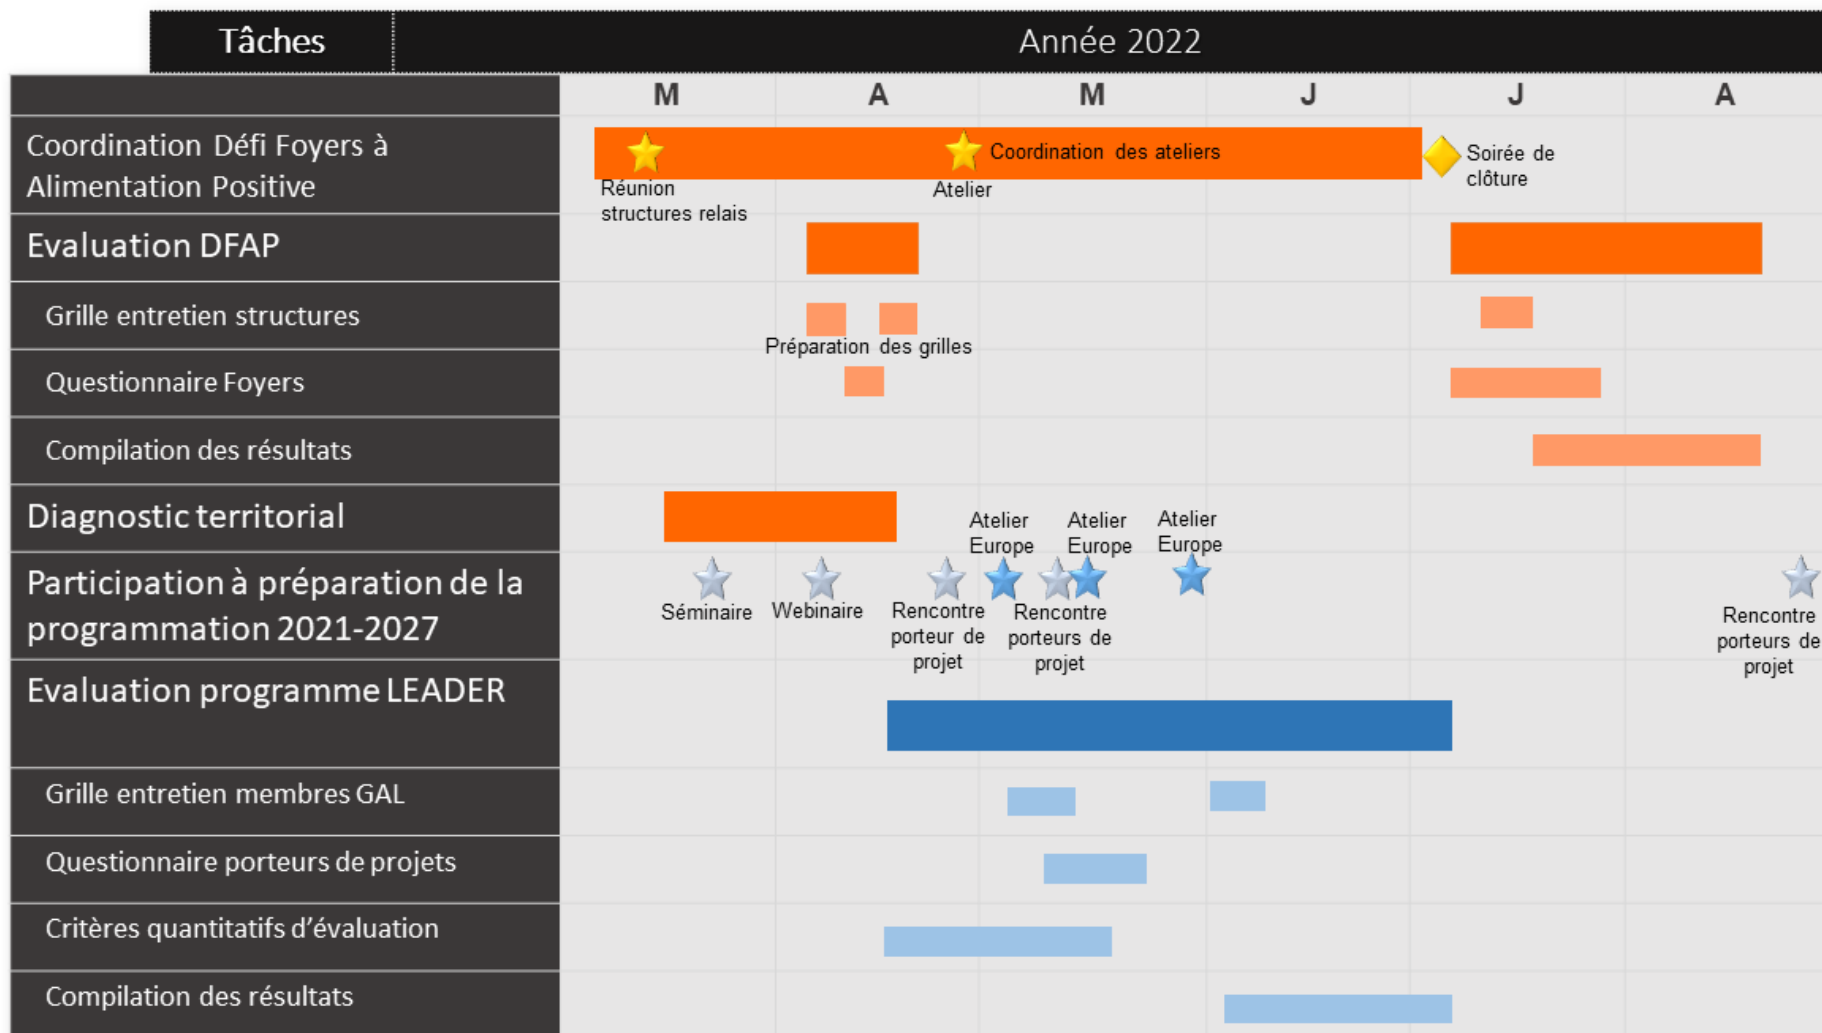 Tâches
Année 2022
M A M J J A
Coordination Défi Foyers à
Alimentation Positive
Coordination des ateliers
Réunion
structures relais
Atelier
Soirée de
clôture
Evaluation DFAP
Grille entretien structures
Préparation des grilles
Questionnaire Foyers
Compilation des résultats
Diagnostic territorial
Atelier
Europe
Atelier
Europe
Atelier
Europe
Participation à préparation de la
programmation 2021-2027
Séminaire
Webinaire
Rencontre
porteur de
projet
Rencontre
porteurs de
projet
Rencontre
porteurs de
projet
Evaluation programme LEADER
Grille entretien membres GAL
Questionnaire porteurs de projets
Critères quantitatifs d’évaluation
Compilation des résultats